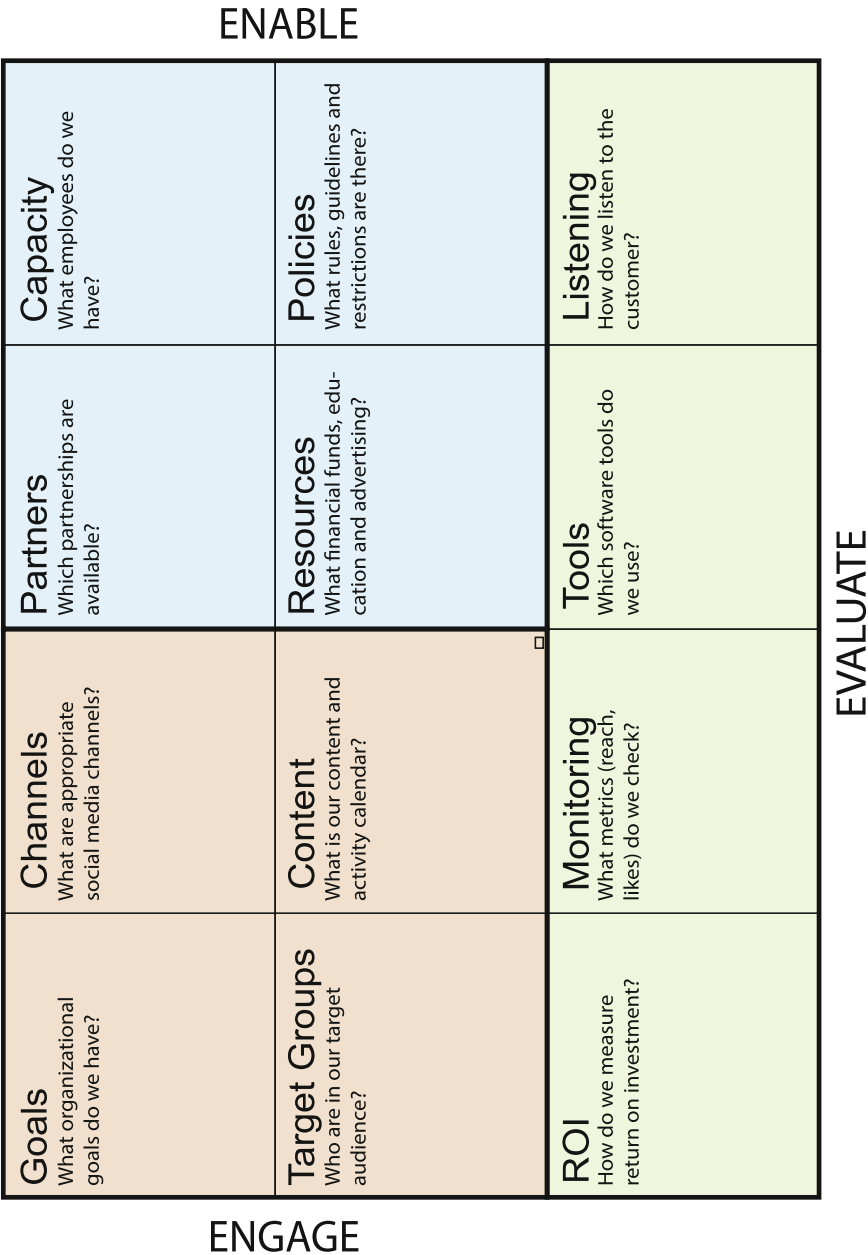 ENGAGE
Goals
What organizational
goals do we have?
Channels
What are appropriate
social media channels?
Partners
Which partnerships are
available?
Capacity
What employees do we
have?
Target Groups
Who are in our target
audience?
Content
What is our content and
activity calendar?
Resources
What financial funds, edu-
cation and advertising?
Policies
What rules, guidelines and
restrictions are there?
ENABLE
ROI
How do we measure
return on investment?
Monitoring
What metrics (reach,
likes) do we check?
Tools
Which software tools do
we use?
Listening
How do we listen to the
customer?
EVALUATE